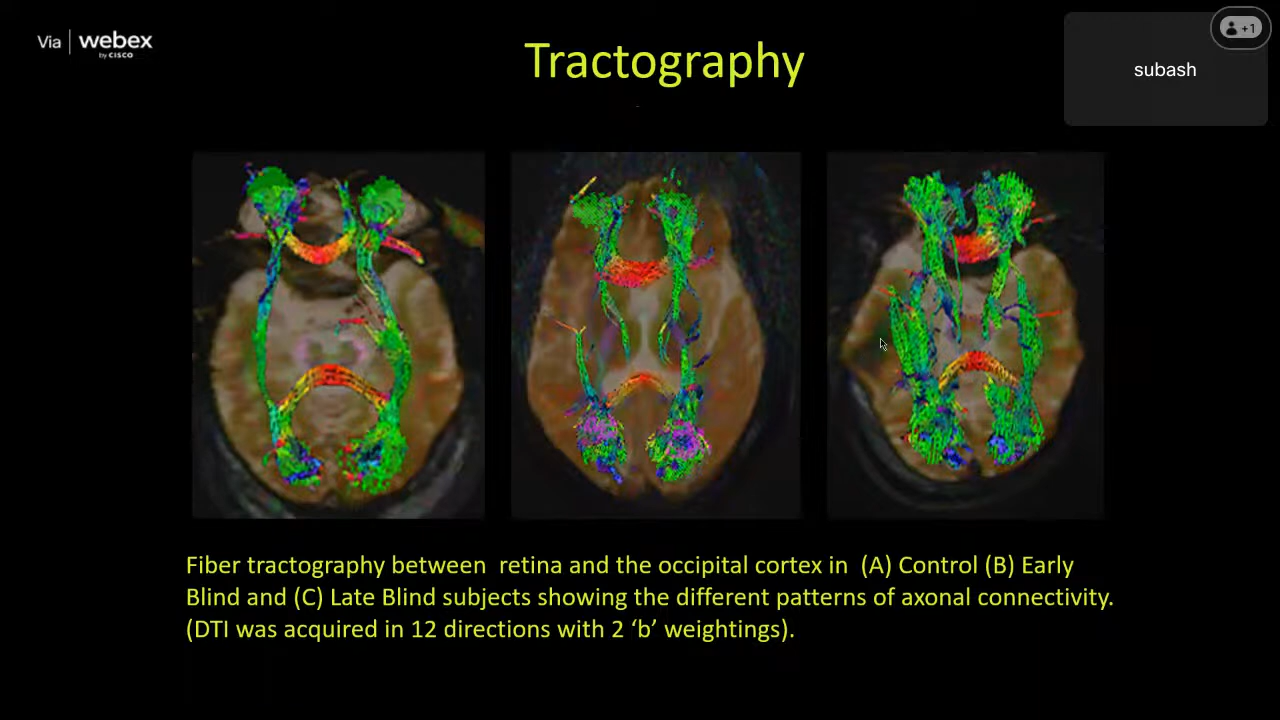 Via | webex
by CISCO
+1
subash
Tractography
Fiber tractography between retina and the occipital cortex in (A) Control (B) Early
Blind and (C) Late Blind subjects showing the different patterns of axonal connectivity.
(DTI was acquired in 12 directions with 2 ‘b’ weightings).